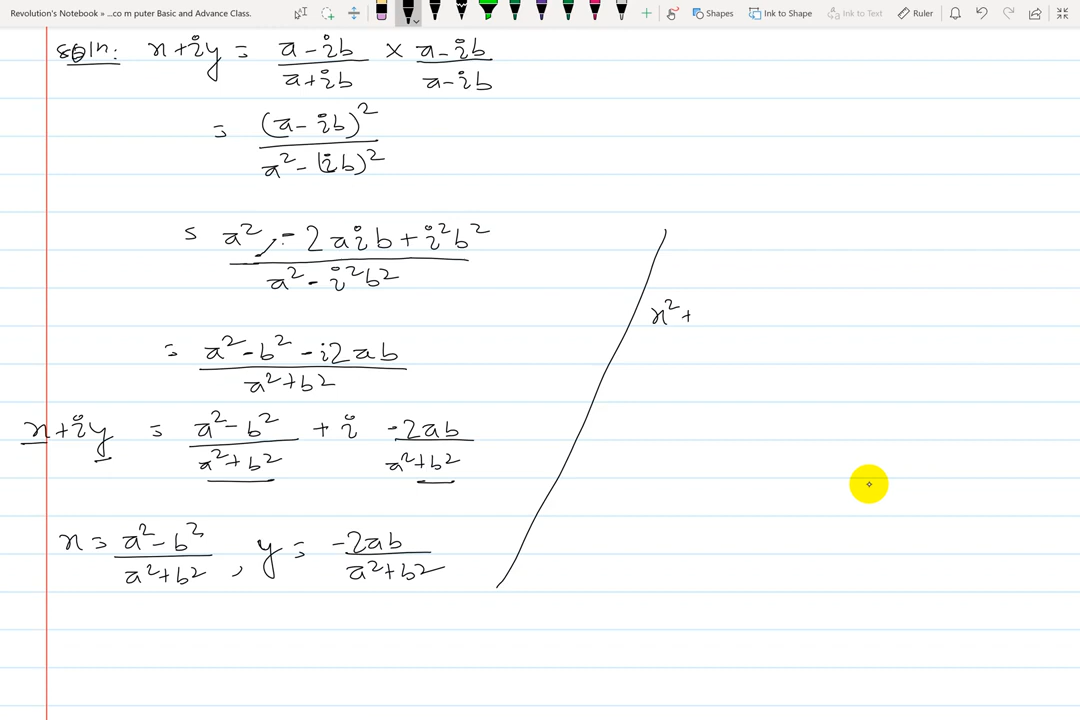 Revolution's Notebook » ...co m puter Basic and Advance Class. Shapes Ink to Shape Ink to Text Ruler
soln: x+iy = a-ib/a+ib × a-ib/a-ib
= (a-ib)²/a²-(ib)²
= a²-2aib+i²b²/a²-i²b²
x²+
= a²-b²-i2ab/a²+b²
x+iy = a²-b²/a²+b² + i -2ab/a²+b²
x = a²-b²/a²+b², y = -2ab/a²+b²